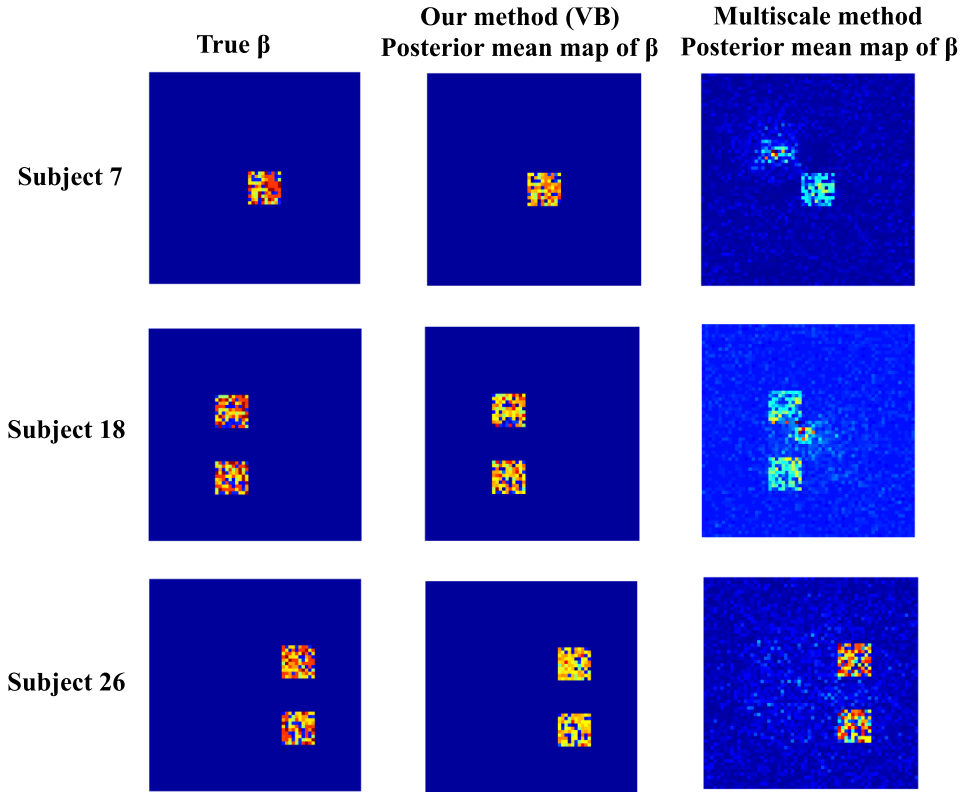 True β
Our method (VB)
Posterior mean map of β
Multiscale method
Posterior mean map of β
Subject 7
Subject 18
Subject 26